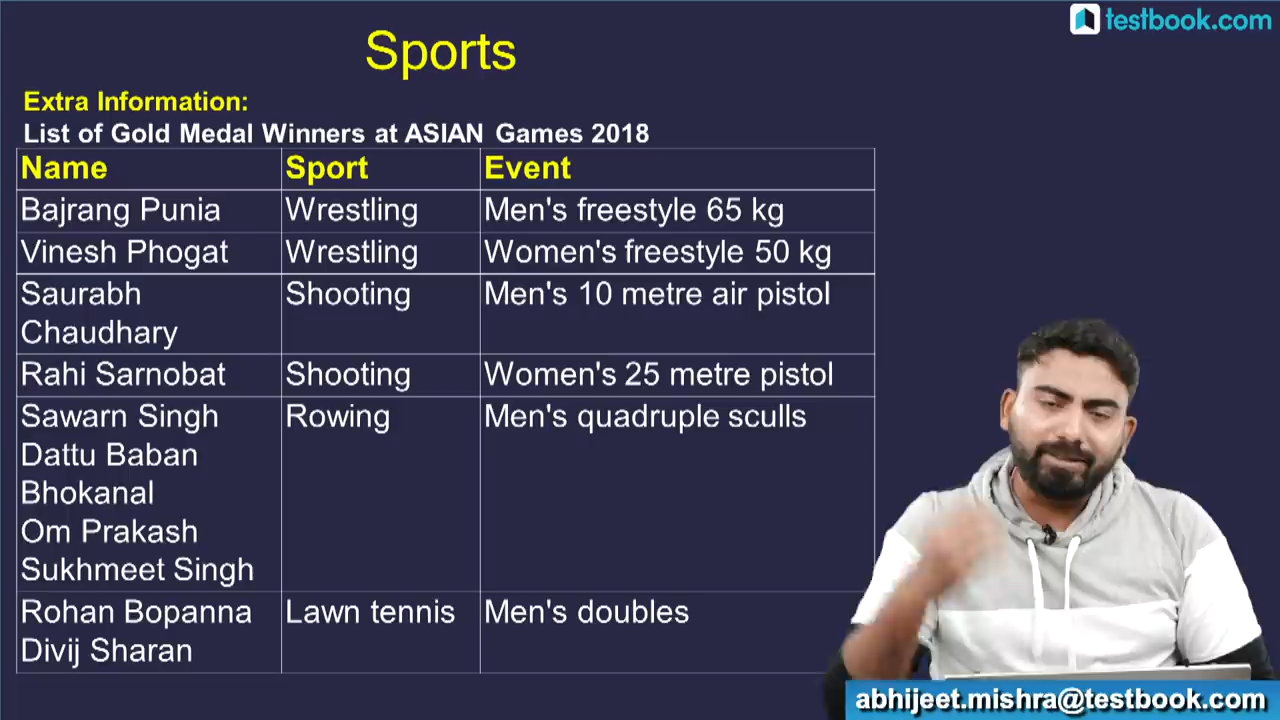 testbook.com
Sports
Extra Information:
List of Gold Medal Winners at ASIAN Games 2018
Name Sport Event
Bajrang Punia Wrestling Men's freestyle 65 kg
Vinesh Phogat Wrestling Women's freestyle 50 kg
Saurabh Shooting Men's 10 metre air pistol
Chaudhary
Rahi Sarnobat Shooting Women's 25 metre pistol
Sawarn Singh Rowing Men's quadruple sculls
Dattu Baban
Bhokanal
Om Prakash
Sukhmeet Singh
Rohan Bopanna Lawn tennis Men's doubles
Divij Sharan
abhijeet.mishra@testbook.com